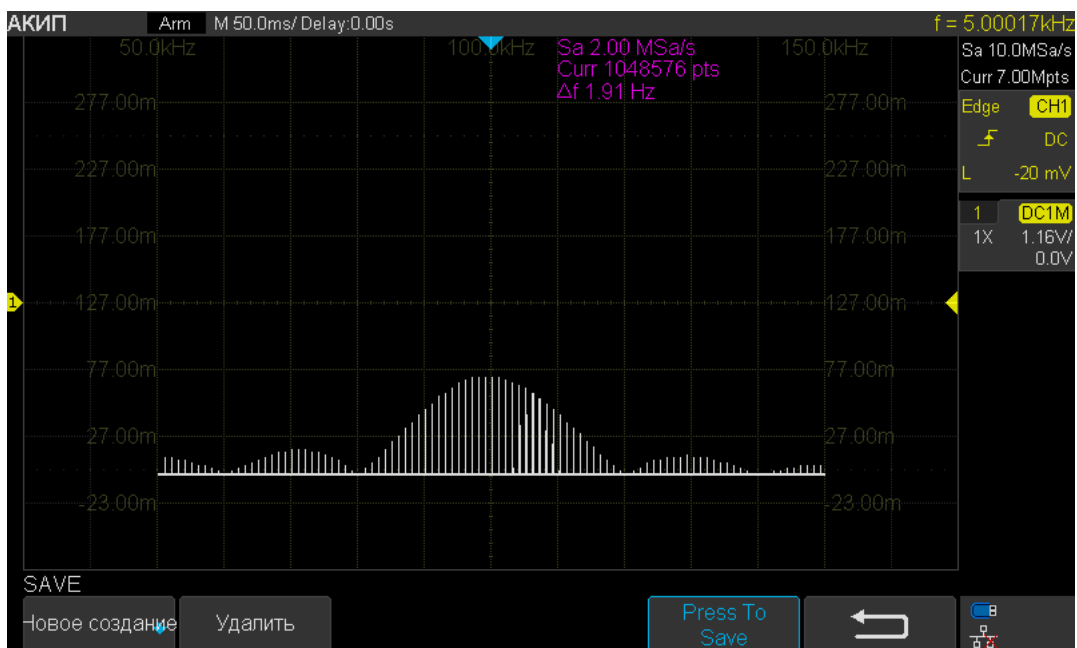 АКИП Arm M 50.0ms/ Delay:0.00s f = 5.00017kHz
50.0kHz 100.0kHz Sa 2.00 MSa/s 150.0kHz Sa 10.0MSa/s
Curr 1048576 pts Curr 7.00Mpts
Δf 1.91 Hz
277.00m 277.00m Edge CH1
DC
227.00m 227.00m L -20 mV
1 DC1M
177.00m 177.00m 1X 1.16V/
0.0V
1 127.00m 127.00m
77.00m 77.00m
27.00m 27.00m
-23.00m -23.00m
SAVE
Новое создание Удалить Press To
Save